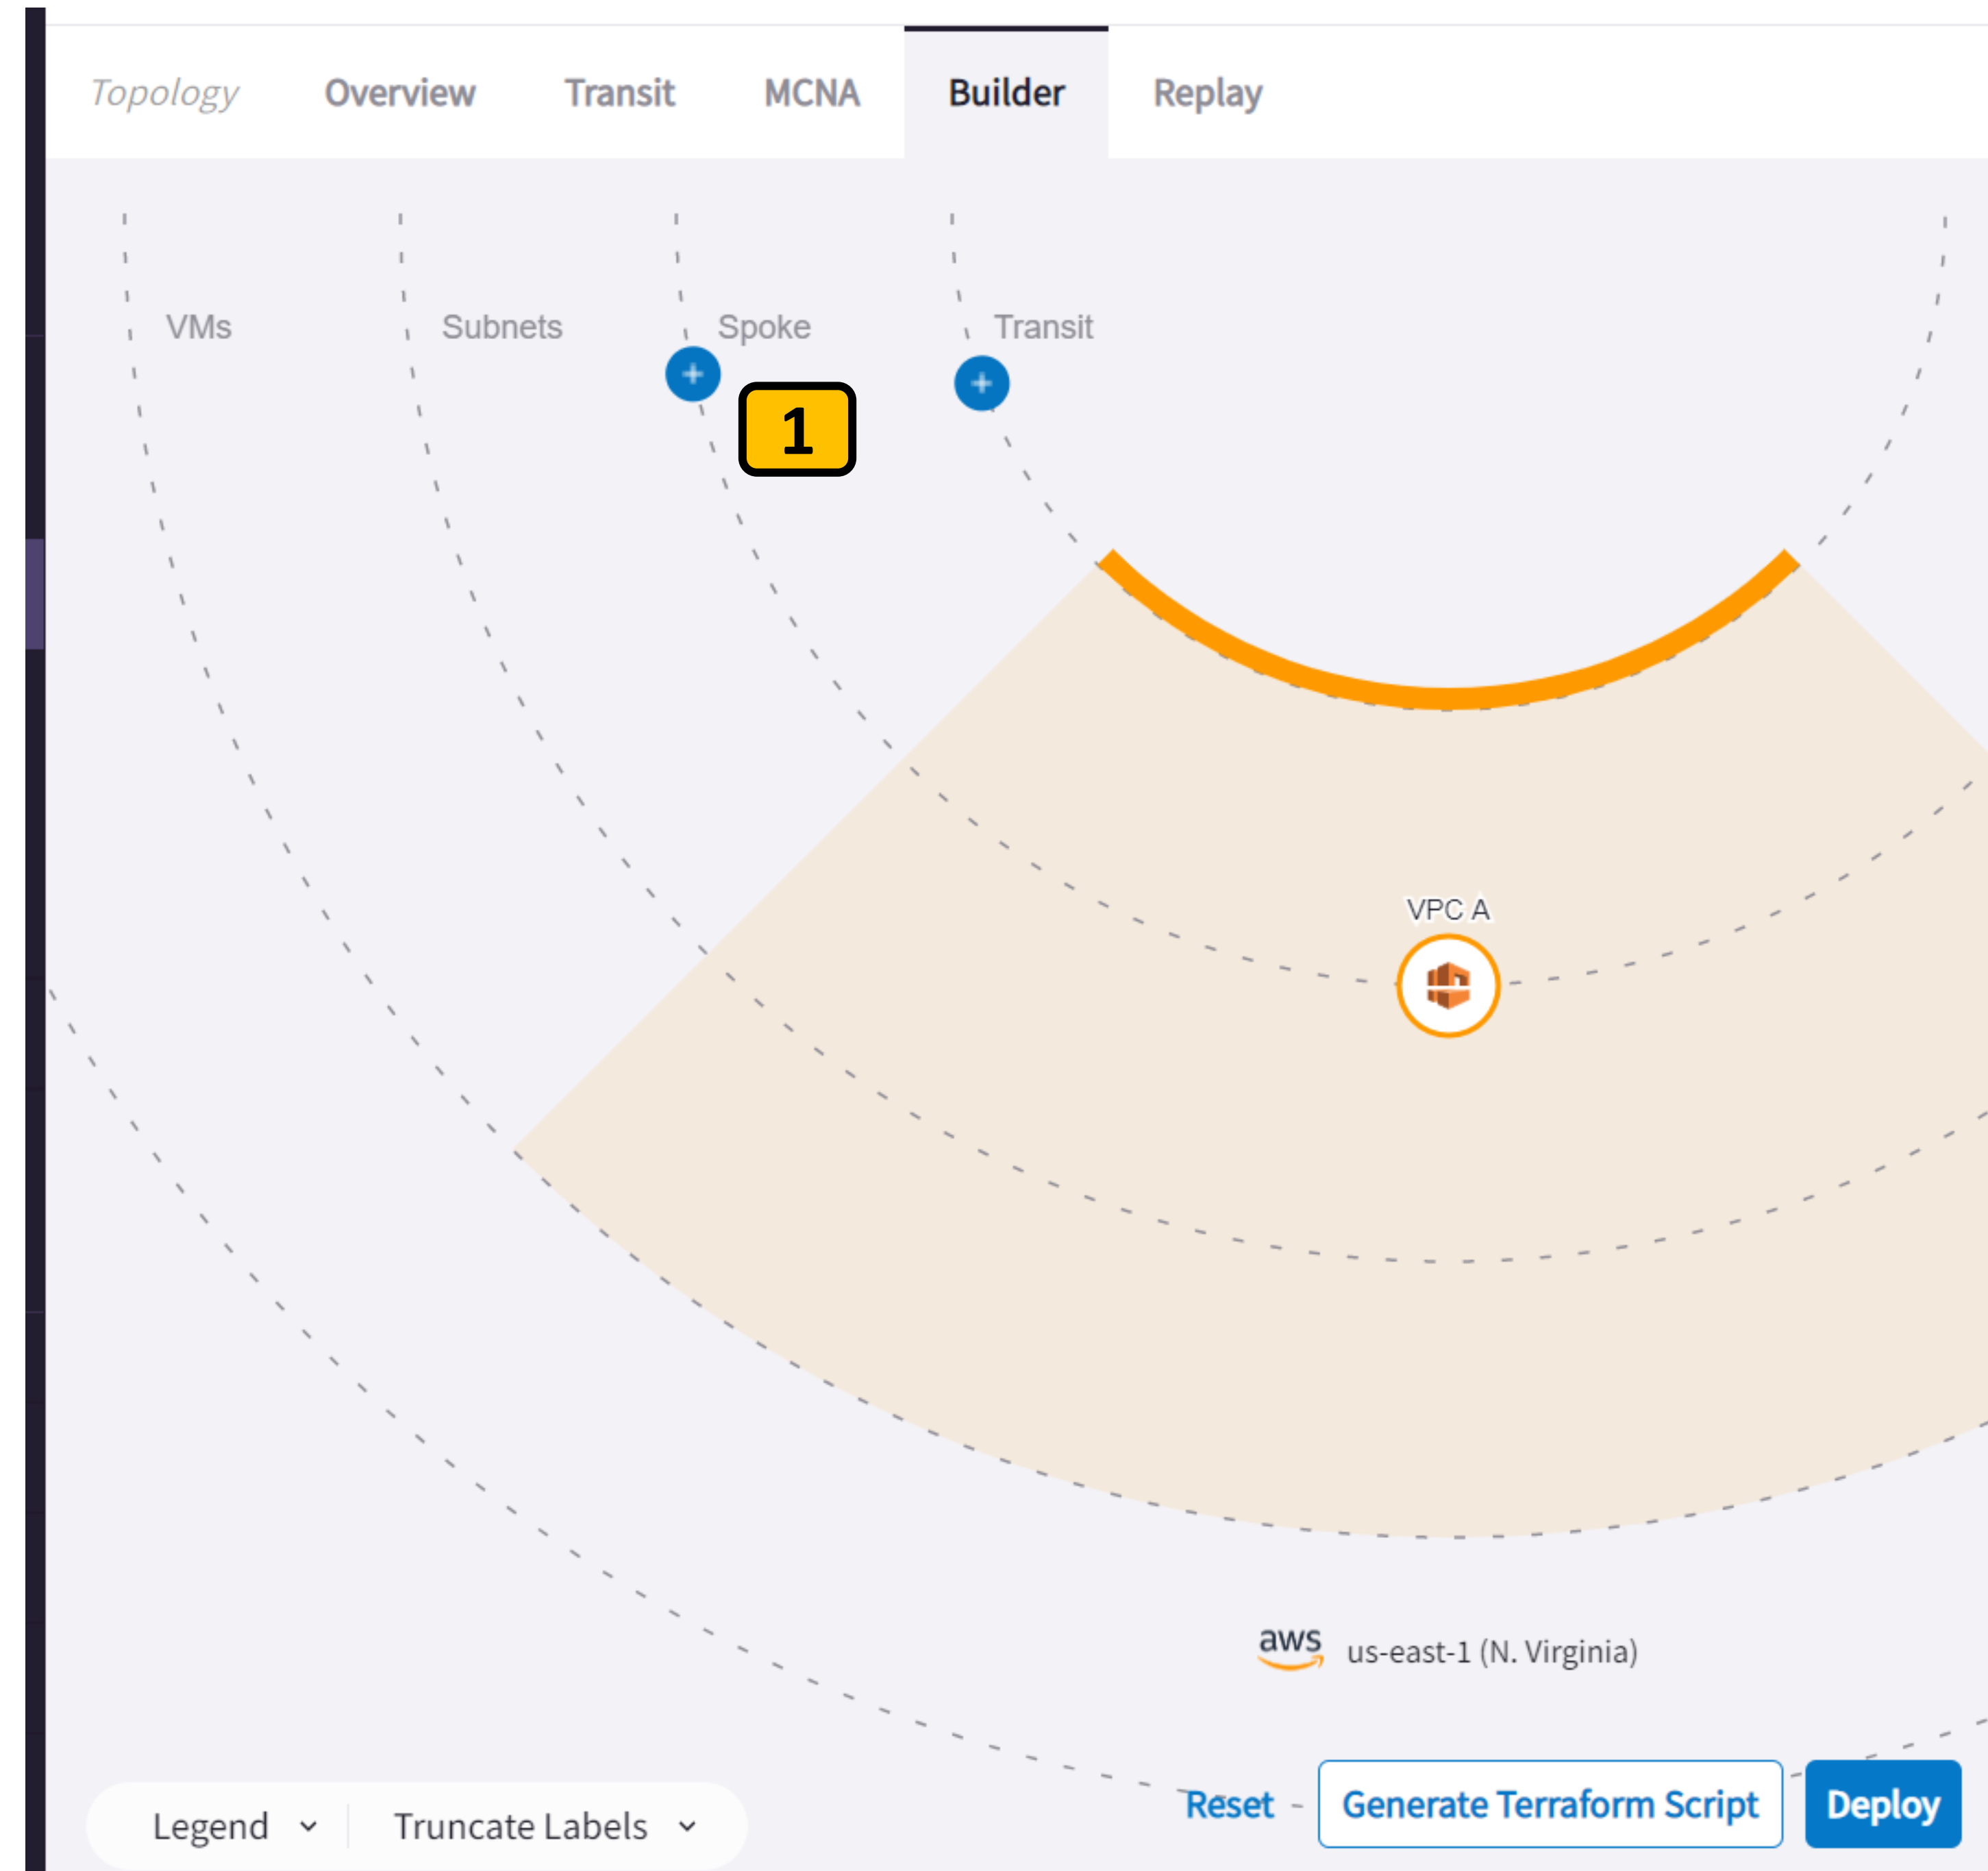 Topology Overview Transit MCNA Builder Replay
VMs Subnets Spoke Transit
1
VPC A
aws us-east-1 (N. Virginia)
Legend Truncate Labels Reset Generate Terraform Script Deploy